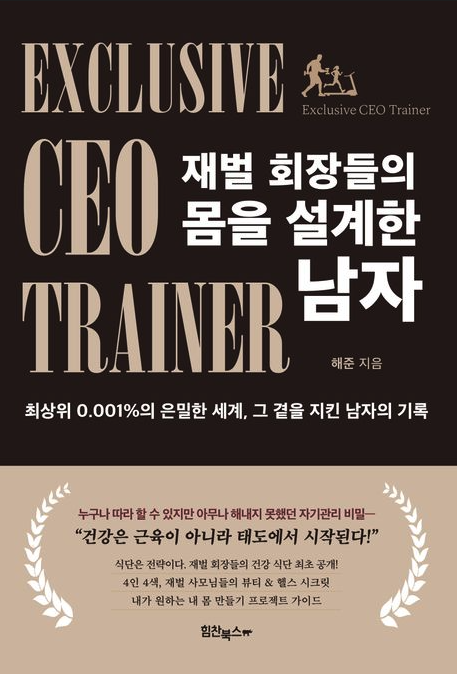 EXCLUSIVE
Exclusive CEO Trainer
CEO
TRAINER
재벌 회장들의
몸을 설계한
남자
해준 지음
최상위 0.001%의 은밀한 세계, 그 곁을 지킨 남자의 기록
누구나 따라 할 수 있지만 아무나 해내지 못했던 자기관리 비밀—
“건강은 근육이 아니라 태도에서 시작된다!”
식단은 전략이다. 재벌 회장들의 건강 식단 최초 공개!
4인 4색, 재벌 사모님들의 뷰티 & 헬스 시크릿
내가 원하는 내 몸 만들기 프로젝트 가이드
힘찬북스